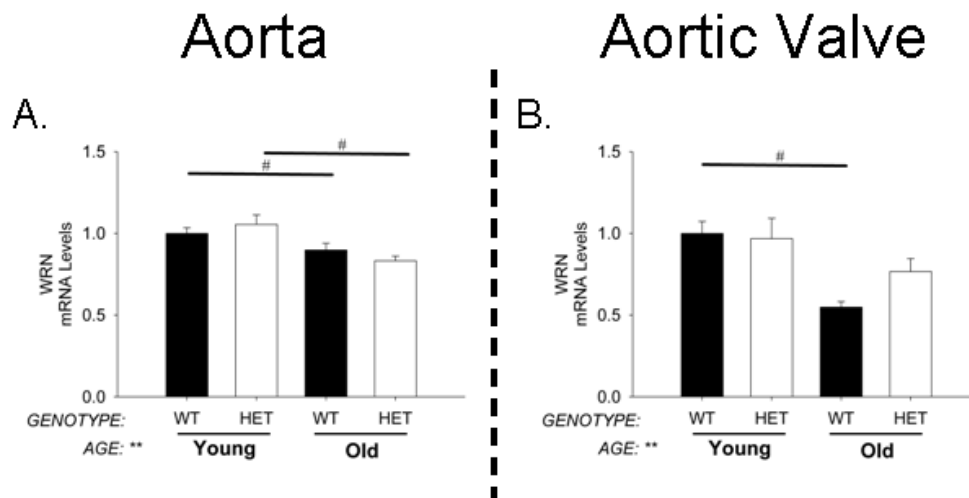 Aorta
Aortic Valve
A.
#
#
1.5
1.0
0.5
0.0
WRN
mRNA Levels
GENOTYPE: WT HET WT HET
AGE: ** Young Old
B.
#
1.5
1.0
0.5
0.0
WRN
mRNA Levels
GENOTYPE: WT HET WT HET
AGE: ** Young Old